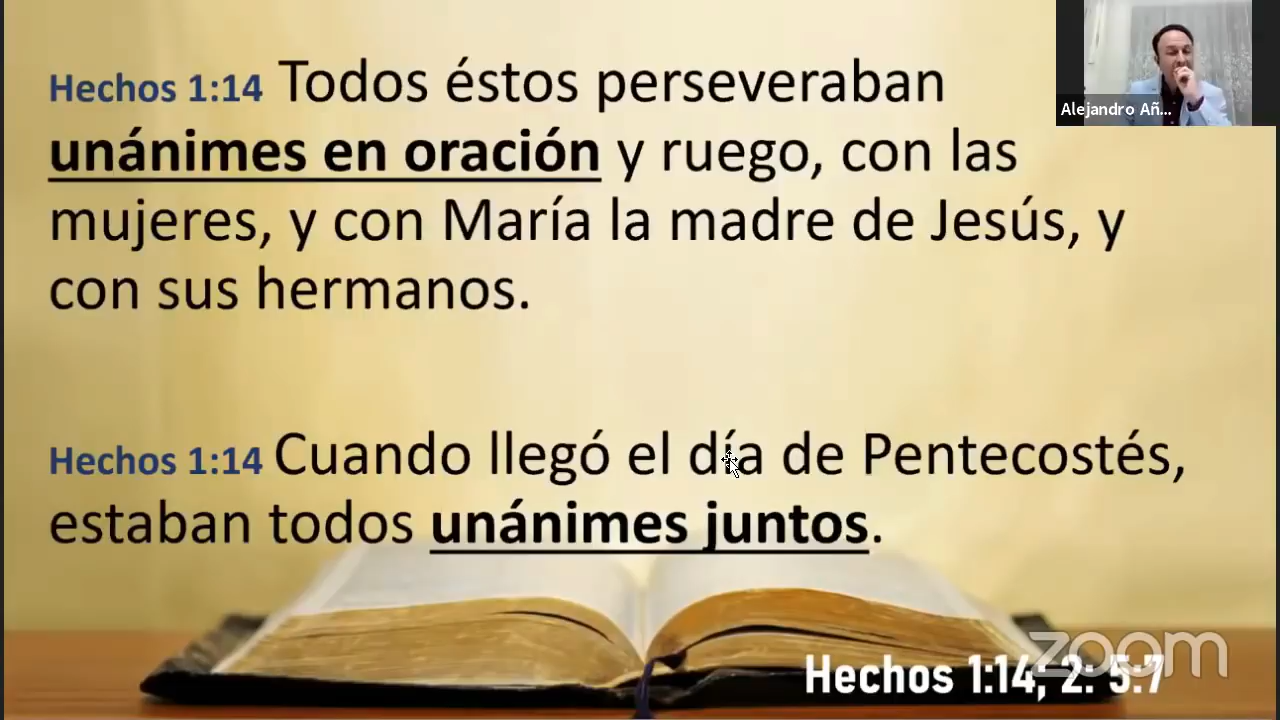 Hechos 1:14 Todos éstos perseveraban
unánimes en oración y ruego, con las
mujeres, y con María la madre de Jesús, y
con sus hermanos.
Hechos 1:14 Cuando llegó el día de Pentecostés,
estaban todos unánimes juntos.
Hechos 1:14; 2: 5:7
zoom
Alejandro Añ...